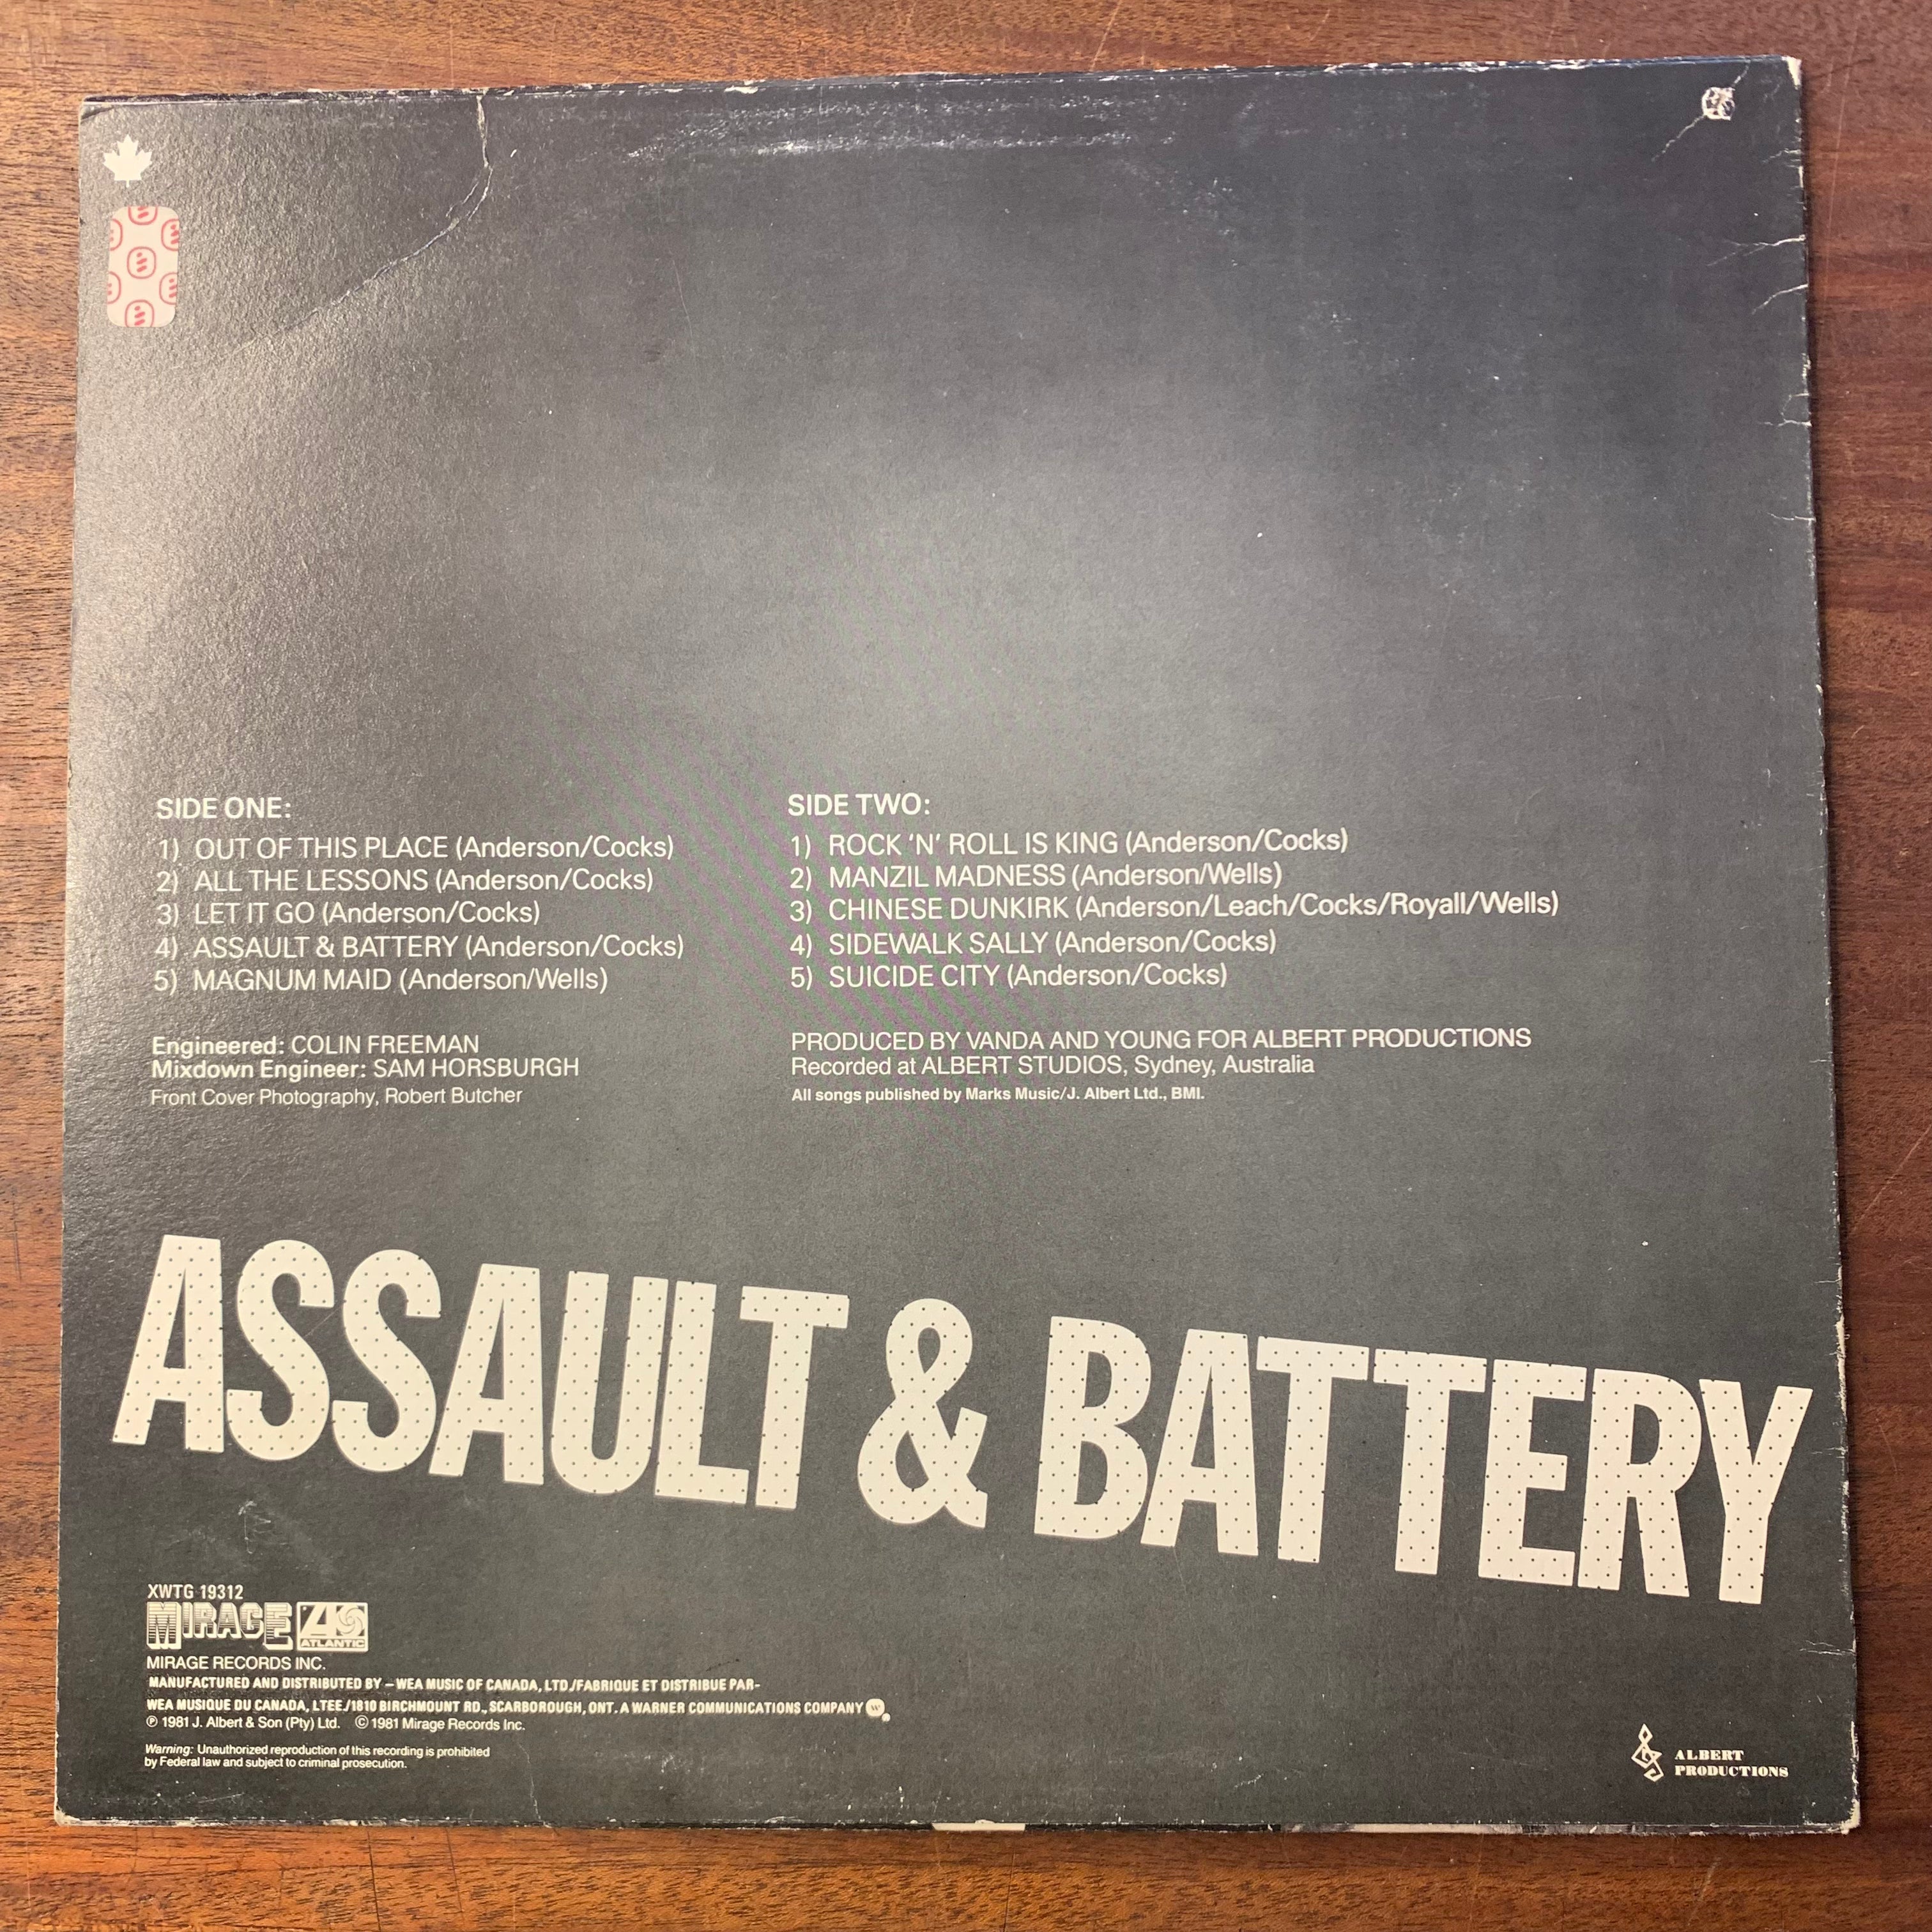 SIDE ONE:
1) OUT OF THIS PLACE (Anderson/Cocks)
2) ALL THE LESSONS (Anderson/Cocks)
3) LET IT GO (Anderson/Cocks)
4) ASSAULT & BATTERY (Anderson/Cocks)
5) MAGNUM MAID (Anderson/Wells)
Engineered: COLIN FREEMAN
Mixdown Engineer: SAM HORSBURGH
Front Cover Photography, Robert Butcher
SIDE TWO:
1) ROCK ‘N’ ROLL IS KING (Anderson/Cocks)
2) MANZIL MADNESS (Anderson/Wells)
3) CHINESE DUNKIRK (Anderson/Leach/Cocks/Royall/Wells)
4) SIDEWALK SALLY (Anderson/Cocks)
5) SUICIDE CITY (Anderson/Cocks)
PRODUCED BY VANDA AND YOUNG FOR ALBERT PRODUCTIONS
Recorded at ALBERT STUDIOS, Sydney, Australia
All songs published by Marks Music/J. Albert Ltd., BMI.
ASSAULT & BATTERY
XWTG 19312
MIRAGE ATLANTIC
MIRAGE RECORDS INC.
MANUFACTURED AND DISTRIBUTED BY – WEA MUSIC OF CANADA, LTD./FABRIQUE ET DISTRIBUE PAR–
WEA MUSIQUE DU CANADA, LTEE./1810 BIRCHMOUNT RD., SCARBOROUGH, ONT. A WARNER COMMUNICATIONS COMPANY
℗ 1981 J. Albert & Son (Pty) Ltd. © 1981 Mirage Records Inc.
Warning: Unauthorized reproduction of this recording is prohibited
by Federal law and subject to criminal prosecution.
ALBERT
PRODUCTIONS